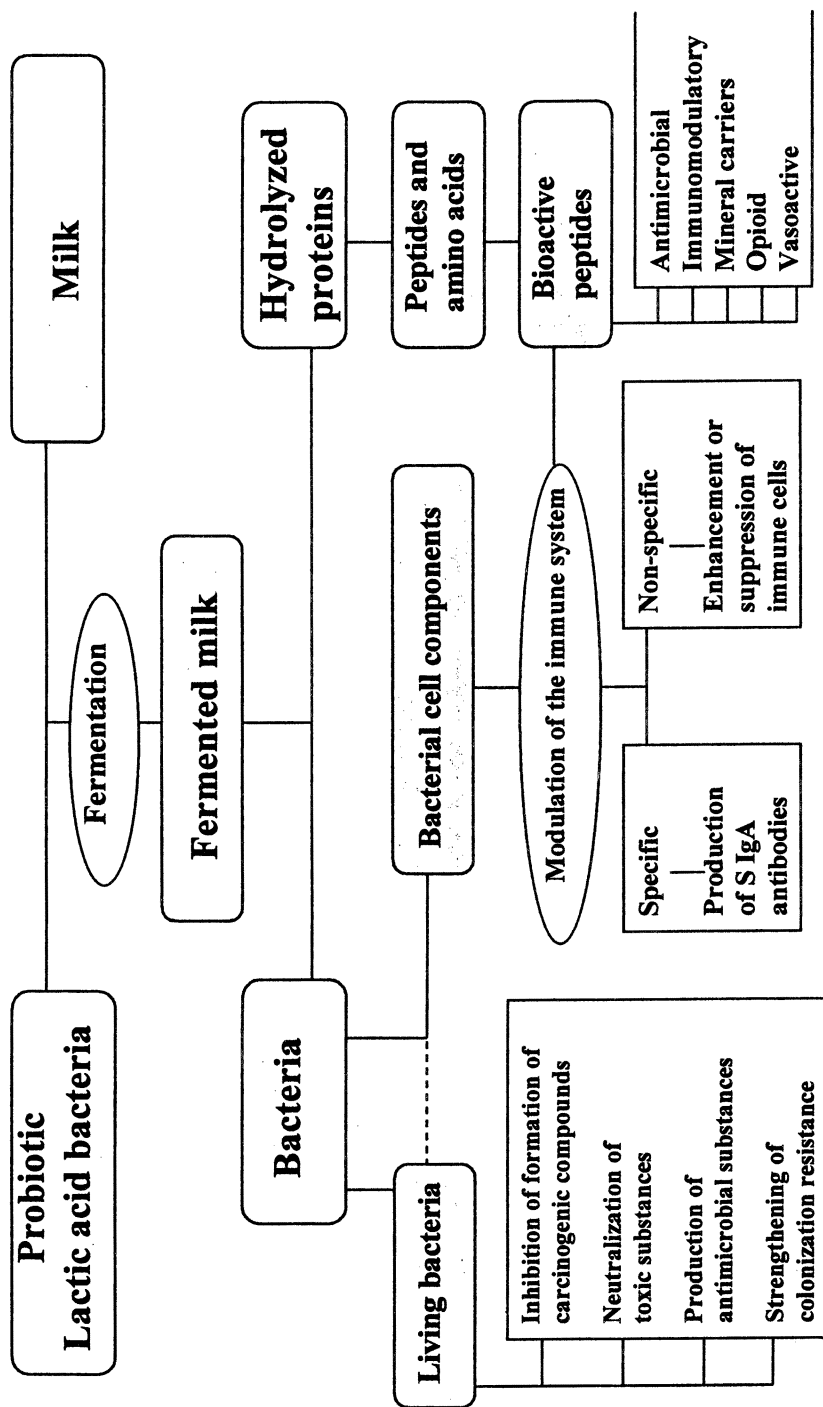 Probiotic
Lactic acid bacteria
Milk
Fermentation
Fermented milk
Bacteria
Hydrolyzed
proteins
Living bacteria
Bacterial cell components
Peptides and
amino acids
Modulation of the immune system
Bioactive
peptides
Inhibition of formation of
carcinogenic compounds
Neutralization of
toxic substances
Production of
antimicrobial substances
Strengthening of
colonization resistance
Specific
Production
of S IgA
antibodies
Non-specific
Enhancement or
suppression of
immune cells
Antimicrobial
Immunomodulatory
Mineral carriers
Opioid
Vasoactive